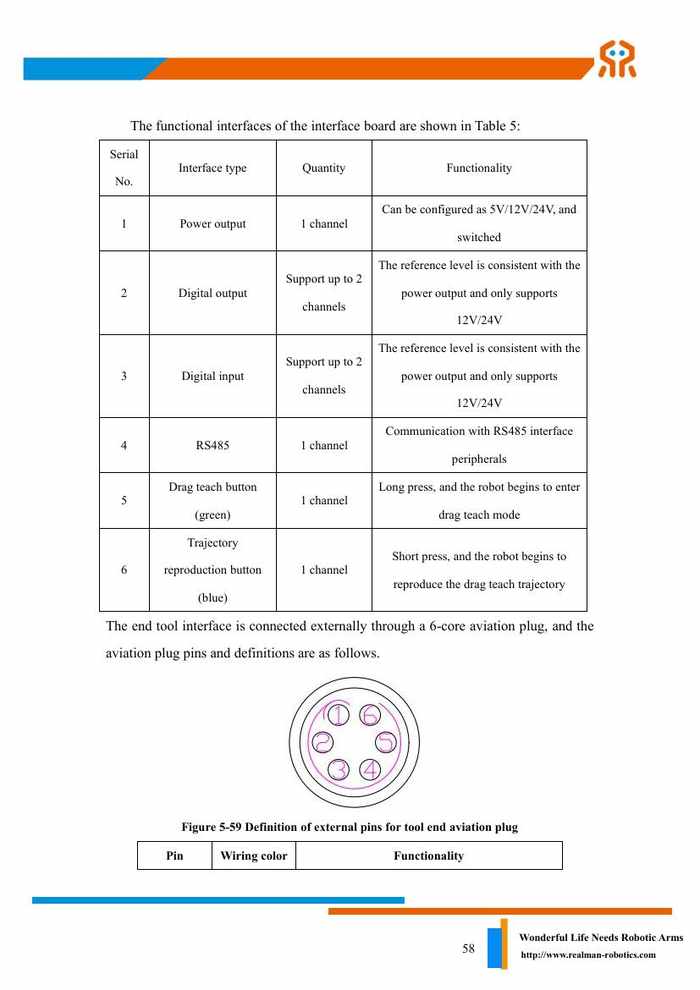 The functional interfaces of the interface board are shown in Table 5:
Serial
No.
Interface type
Quantity
Functionality
1
Power output
1 channel
Can be configured as 5V/12V/24V, and
switched
2
Digital output
Support up to 2
channels
The reference level is consistent with the
power output and only supports
12V/24V
3
Digital input
Support up to 2
channels
The reference level is consistent with the
power output and only supports
12V/24V
4
RS485
1 channel
Communication with RS485 interface
peripherals
5
Drag teach button
(green)
1 channel
Long press, and the robot begins to enter
drag teach mode
6
Trajectory
reproduction button
(blue)
1 channel
Short press, and the robot begins to
reproduce the drag teach trajectory
The end tool interface is connected externally through a 6-core aviation plug, and the
aviation plug pins and definitions are as follows.
1 6
2 5
3 4
Figure 5-59 Definition of external pins for tool end aviation plug
Pin
Wiring color
Functionality
58
Wonderful Life Needs Robotic Arms
http://www.realman-robotics.com